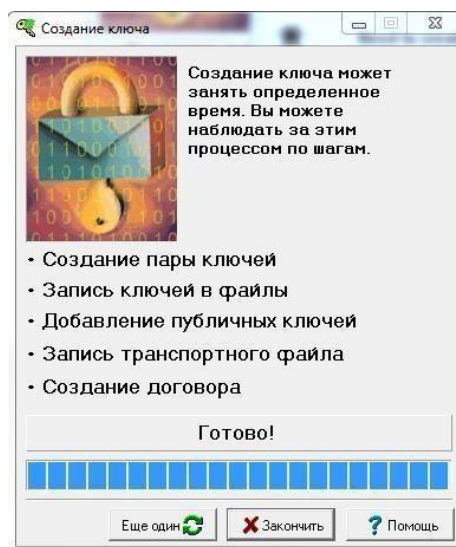 Создание ключа
Создание ключа может
занять определенное
время. Вы можете
наблюдать за этим
процессом по шагам.
• Создание пары ключей
• Запись ключей в файлы
• Добавление публичных ключей
• Запись транспортного файла
• Создание договора
Готово!
Еще один
Закончить
Помощь